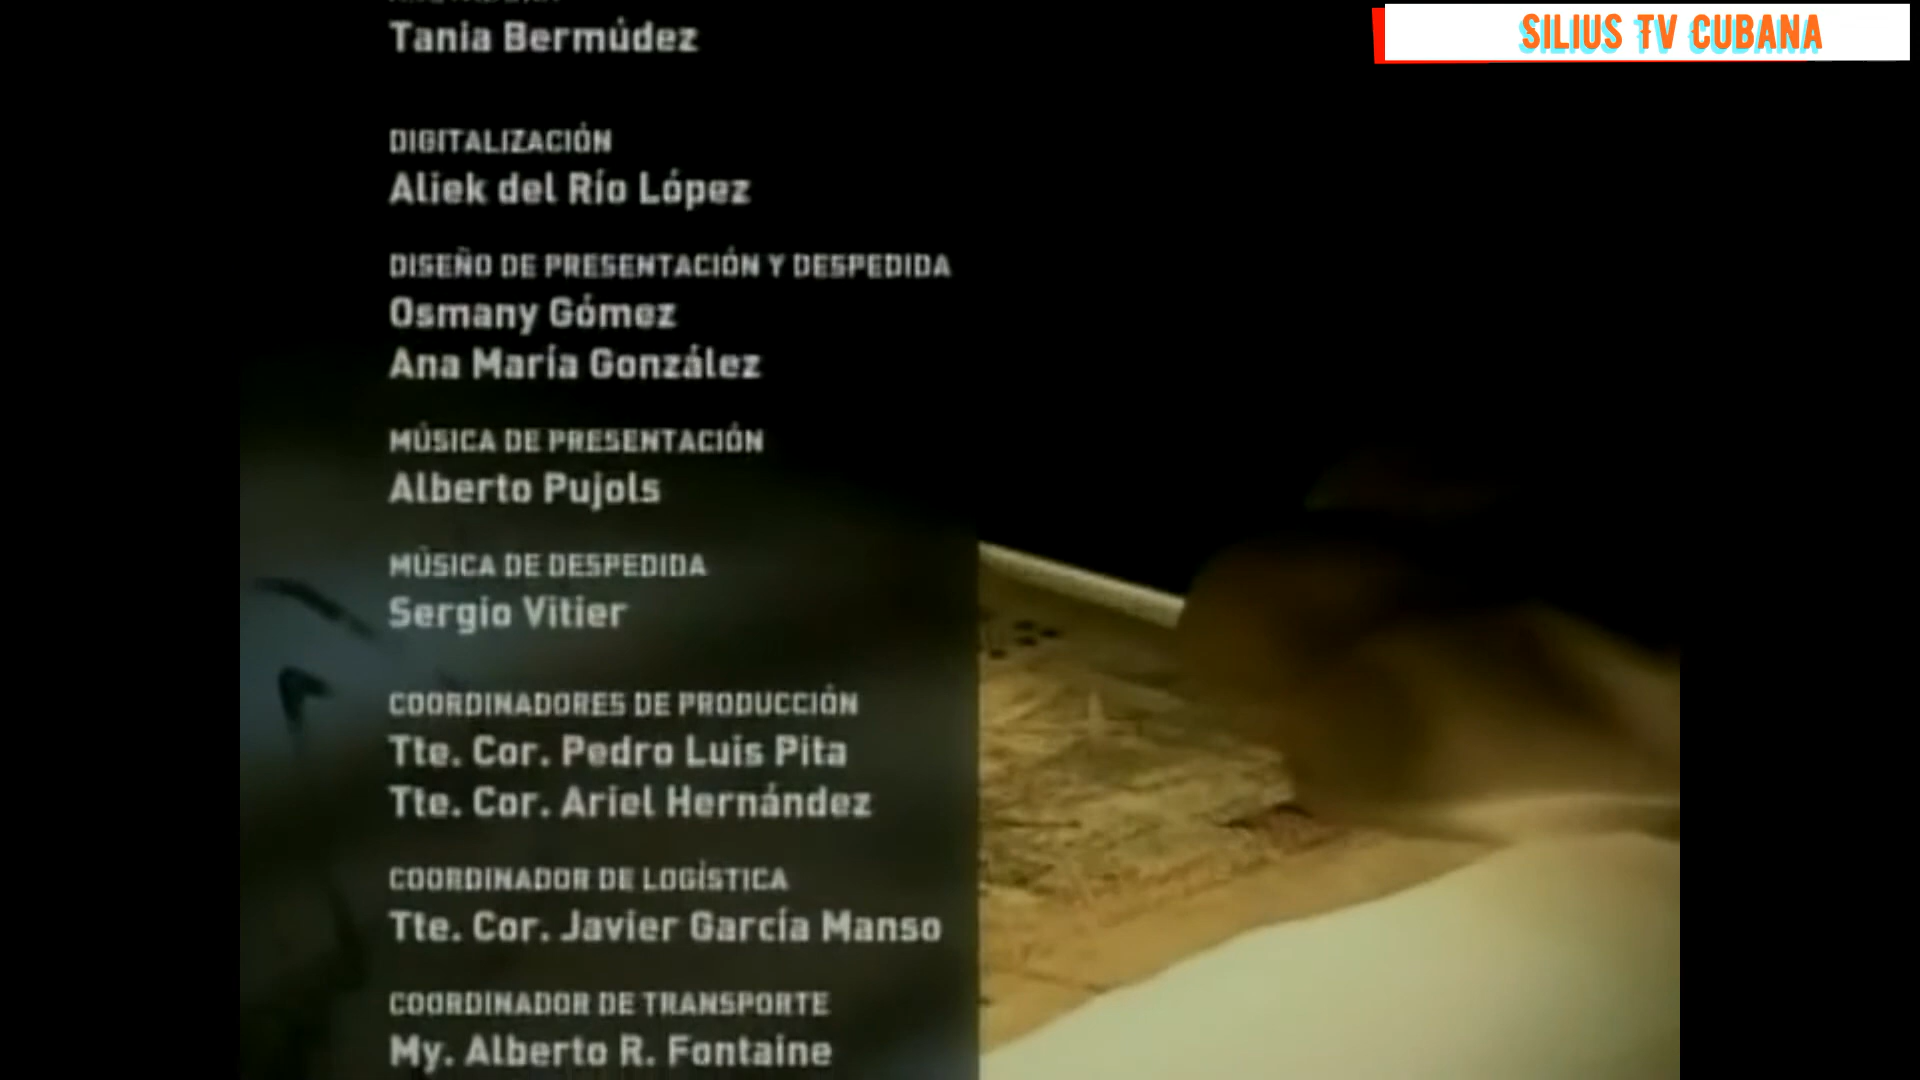 Tania Bermúdez
DIGITALIZACIÓN
Aliek del Río López
DISEÑO DE PRESENTACIÓN Y DESPEDIDA
Osmany Gómez
Ana María González
MÚSICA DE PRESENTACIÓN
Alberto Pujols
MÚSICA DE DESPEDIDA
Sergio Vitier
COORDINADORES DE PRODUCCIÓN
Tte. Cor. Pedro Luis Pita
Tte. Cor. Ariel Hernández
COORDINADOR DE LOGÍSTICA
Tte. Cor. Javier García Manso
COORDINADOR DE TRANSPORTE
My. Alberto R. Fontaine
SILIUS TV CUBANA